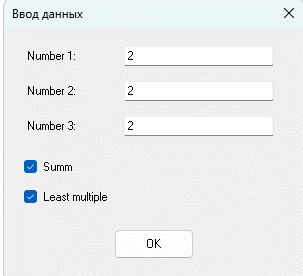 Ввод данных
Number 1: 2
Number 2: 2
Number 3: 2
Summ
Least multiple
OK